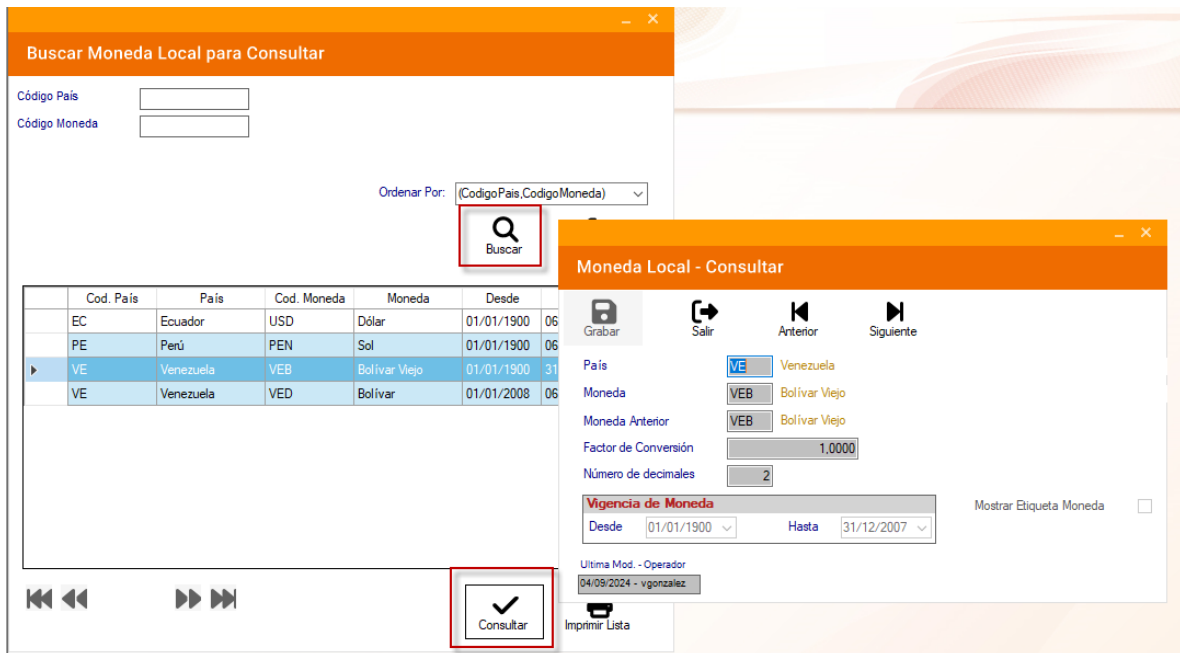 Buscar Moneda Local para Consultar
Código País
Código Moneda
Ordenar Por: (CodigoPais,CodigoMoneda)
Buscar
Cod. País País Cod. Moneda Moneda Desde
EC Ecuador USD Dólar 01/01/1900 06
PE Perú PEN Sol 01/01/1900 06
VE Venezuela VEB Bolívar Viejo 01/01/1900 31
VE Venezuela VED Bolívar 01/01/2008 06
Consultar
Imprimir Lista
Moneda Local - Consultar
Grabar Salir Anterior Siguiente
País VE Venezuela
Moneda VEB Bolívar Viejo
Moneda Anterior VEB Bolívar Viejo
Factor de Conversión 1,0000
Número de decimales 2
Vigencia de Moneda
Mostrar Etiqueta Moneda
Desde 01/01/1900 Hasta 31/12/2007
Ultima Mod. - Operador
04/09/2024 - vgonzalez